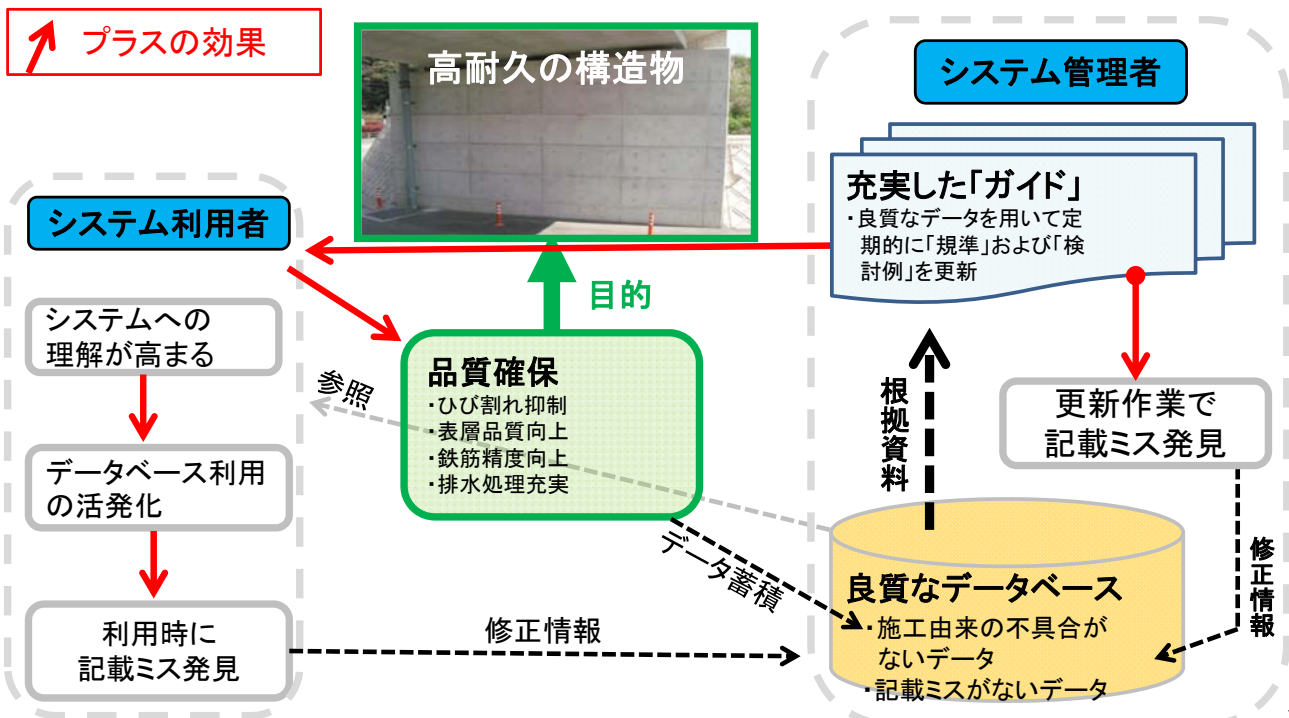 プラスの効果
高耐久の構造物
システム管理者
充実した「ガイド」
・良質なデータを用いて定
期的に「規準」および「検
討例」を更新
システム利用者
目的
システムへの
理解が高まる
品質確保
・ひび割れ抑制
・表層品質向上
・鉄筋精度向上
・排水処理充実
参照
根拠資料
更新作業で
記載ミス発見
データベース利用
の活発化
データ蓄積
修正情報
良質なデータベース
・施工由来の不具合が
ないデータ
・記載ミスがないデータ
利用時に
記載ミス発見
修正情報